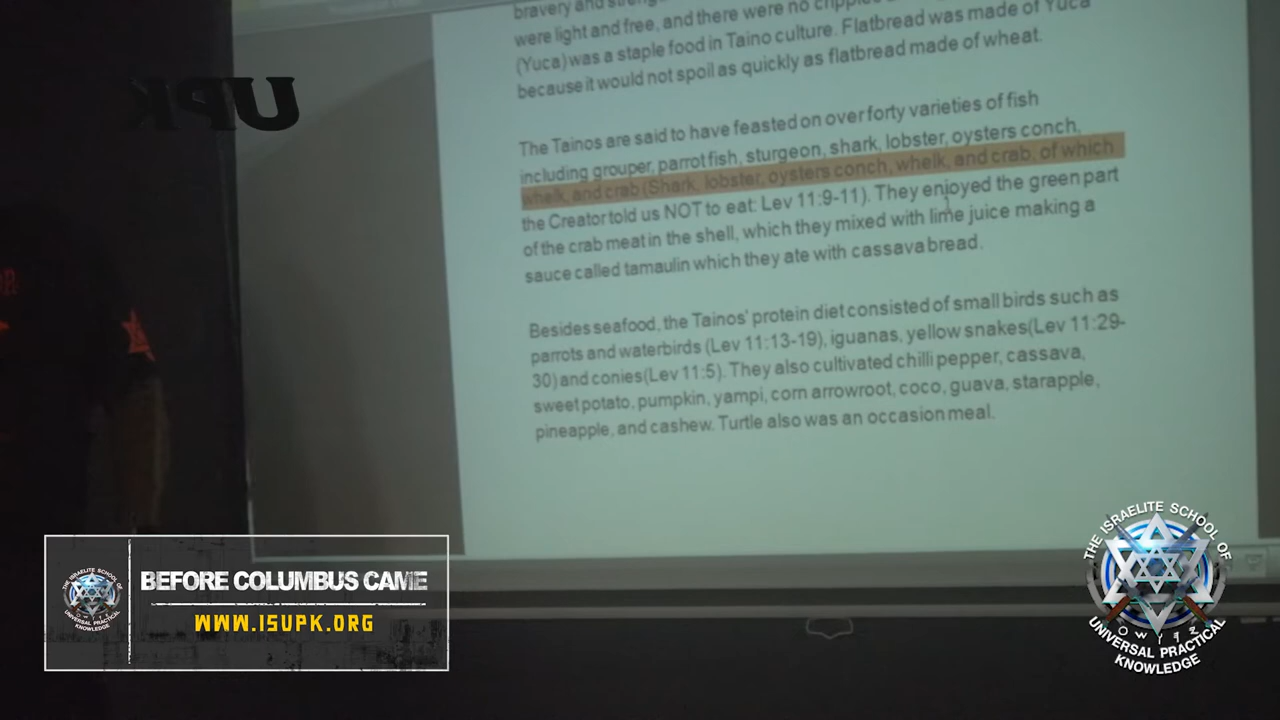 bravery and
were light and free, and there were no
(Yuca) was a staple food in Taino culture. Flatbread was made of Yuca
because it would not spoil as quickly as flatbread made of wheat.
The Tainos are said to have feasted on over forty varieties of fish
including grouper, parrot fish, sturgeon, shark, lobster, oysters conch,
whelk, and crab (Shark, lobster, oysters conch, whelk, and crab, of which
the Creator told us NOT to eat: Lev 11:9-11). They enjoyed the green part
of the crab meat in the shell, which they mixed with lime juice making a
sauce called tamaulin which they ate with cassava bread.
Besides seafood, the Tainos' protein diet consisted of small birds such as
parrots and waterbirds (Lev 11:13-19), iguanas, yellow snakes(Lev 11:29-
30) and conies(Lev 11:5). They also cultivated chilli pepper, cassava,
sweet potato, pumpkin, yampi, corn arrowroot, coco, guava, starapple,
pineapple, and cashew. Turtle also was an occasion meal.
UPK
BEFORE COLUMBUS CAME
WWW.ISUPK.ORG
THE ISRAELITE SCHOOL OF
UNIVERSAL PRACTICAL
KNOWLEDGE
THE ISRAELITE SCHOOL OF
UNIVERSAL PRACTICAL
KNOWLEDGE